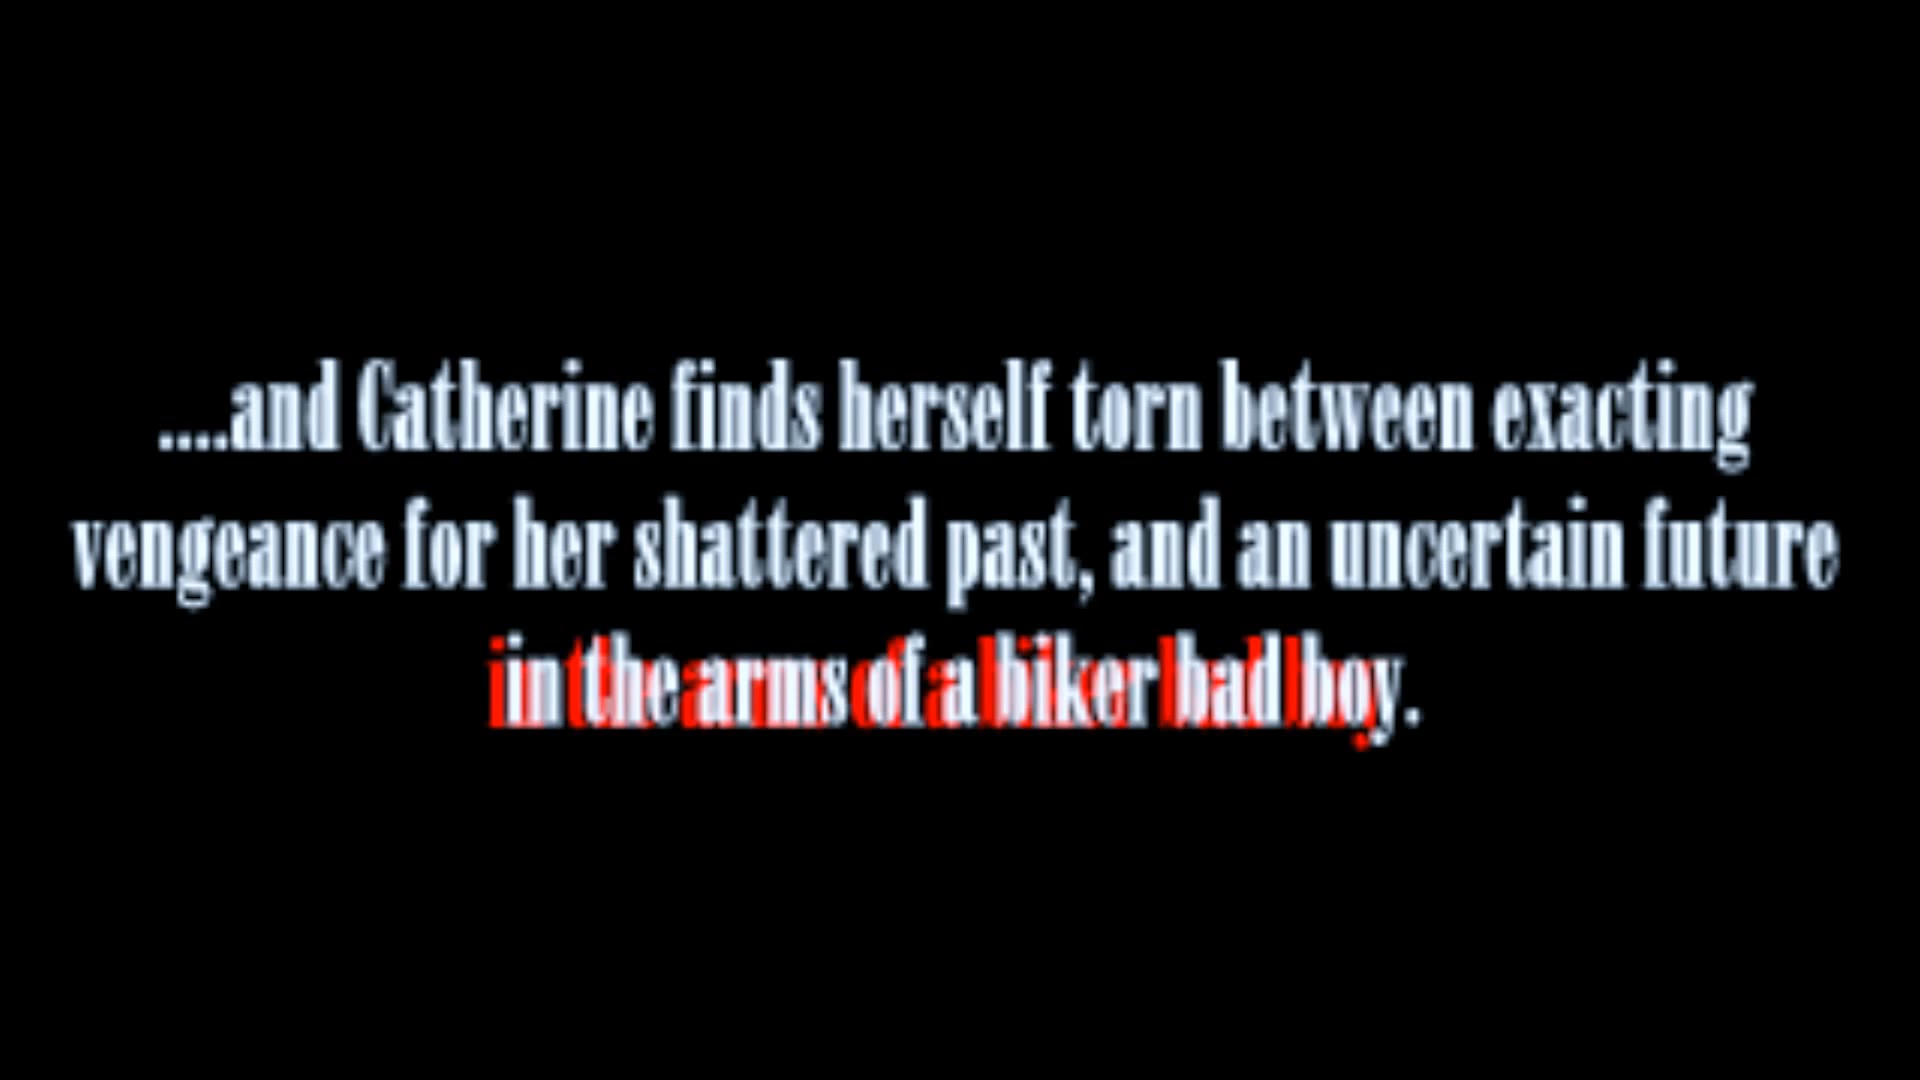 ....and Catherine finds herself torn between exacting
vengeance for her shattered past, and an uncertain future
in the arms of a biker bad boy.